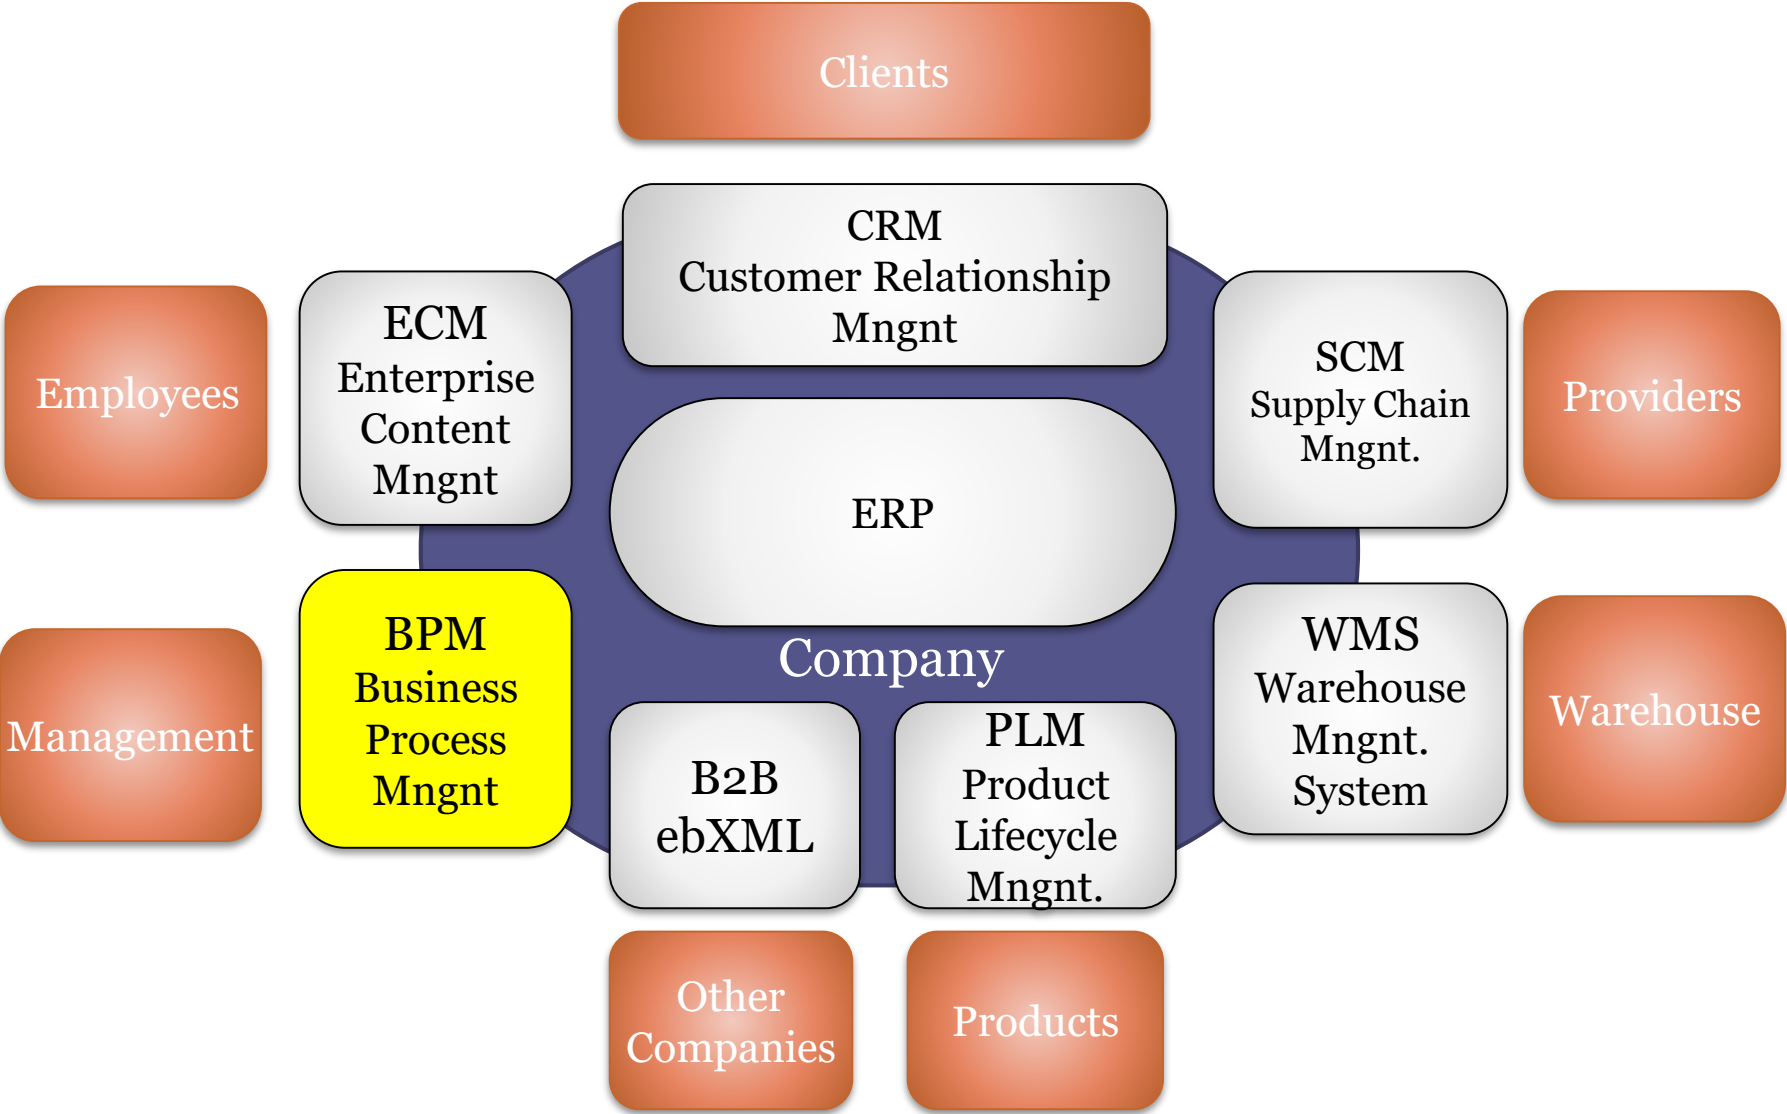 Clients
CRM
Customer Relationship
Mngnt
Employees
ECM
Enterprise
Content
Mngnt
SCM
Supply Chain
Mngnt.
Providers
ERP
Company
Management
BPM
Business
Process
Mngnt
B2B
ebXML
PLM
Product
Lifecycle
Mngnt.
WMS
Warehouse
Mngnt.
System
Warehouse
Other
Companies
Products